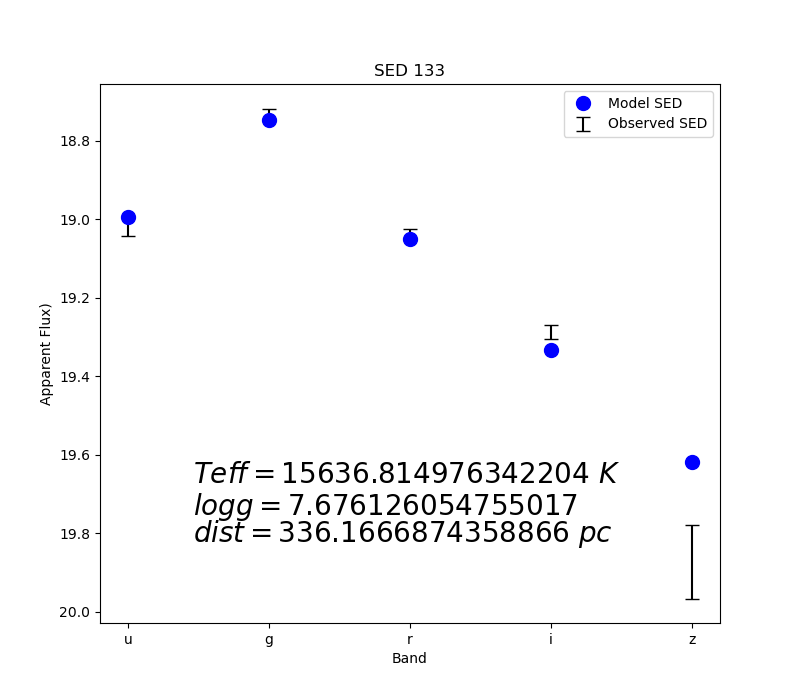 SED 133
Model SED
Observed SED
18.8
19.0
19.2
19.4
19.6
19.8
20.0
Apparent Flux)
Teff = 15636.814976342204 K
logg = 7.676126054755017
dist = 336.1666874358866 pc
u g r i z
Band